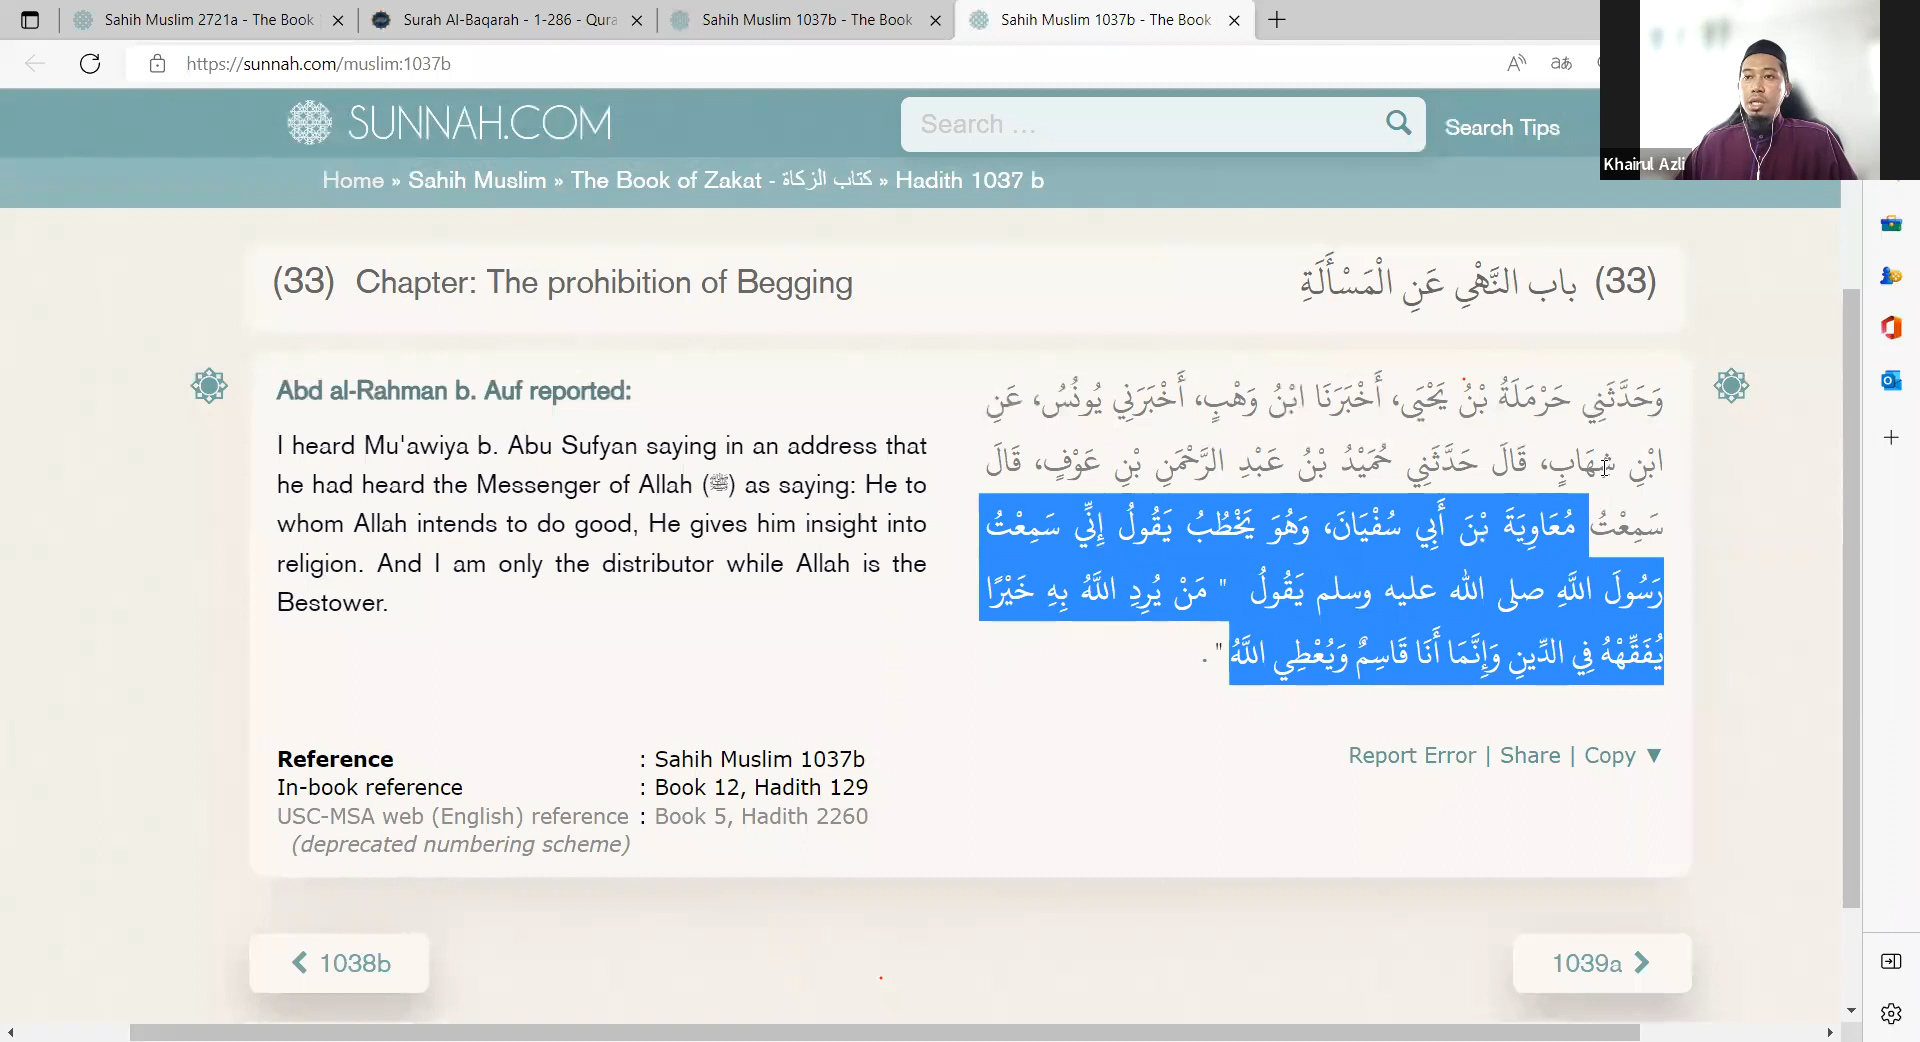 Sahih Muslim 2721a - The Book
Surah Al-Baqarah - 1-286 - Qura
Sahih Muslim 1037b - The Book
Sahih Muslim 1037b - The Book
https://sunnah.com/muslim:1037b
SUNNAH.COM
Search ...
Search Tips
Khairul Azli
Home » Sahih Muslim » The Book of Zakat - كتاب الزكاة » Hadith 1037 b
(33) Chapter: The prohibition of Begging
(33) باب النَّهْىِ عَنِ الْمَسْأَلَةِ
Abd al-Rahman b. Auf reported:
I heard Mu'awiya b. Abu Sufyan saying in an address that
he had heard the Messenger of Allah (ﷺ) as saying: He to
whom Allah intends to do good, He gives him insight into
religion. And I am only the distributor while Allah is the
Bestower.
وَحَدَّثَنِي حَرْمَلَةُ بْنُ يَحْيَى، أَخْبَرَنَا ابْنُ وَهْبٍ، أَخْبَرَنِي يُونُسُ، عَنِ
ابْنِ شِهَابٍ، قَالَ حَدَّثَنِي حُمَيْدُ بْنُ عَبْدِ الرَّحْمَنِ بْنِ عَوْفٍ، قَالَ
سَمِعْتُ مُعَاوِيَةَ بْنَ أَبِي سُفْيَانَ، وَهُوَ يَخْطُبُ يَقُولُ إِنِّي سَمِعْتُ
رَسُولَ اللَّهِ صلى الله عليه وسلم يَقُولُ " مَنْ يُرِدِ اللَّهُ بِهِ خَيْرًا
يُفَقِّهْهُ فِي الدِّينِ وَإِنَّمَا أَنَا قَاسِمٌ وَيُعْطِي اللَّهُ " .
Reference : Sahih Muslim 1037b
In-book reference : Book 12, Hadith 129
USC-MSA web (English) reference : Book 5, Hadith 2260
(deprecated numbering scheme)
Report Error | Share | Copy ▼
1038b
1039a